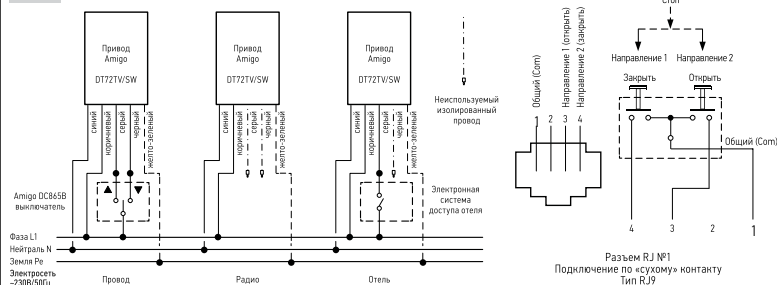 Привод
Amigo
DT72TV/SW
Привод
Amigo
DT72TV/SW
Привод
Amigo
DT72TV/SW
синий
коричневый
серый
черный
желто-зеленый
синий
коричневый
серый
черный
желто-зеленый
синий
коричневый
серый
черный
желто-зеленый
Неиспользуемый
изолированный
провод
Amigo DC865B
выключатель
Электронная
система
доступа отеля
Фаза L1
Нейтраль N
Земля Pe
Электросеть
~230В/50Гц
Провод
Радио
Отель
Общий (Com)
Направление 1 (открыть)
Направление 2 (закрыть)
1 2 3 4
Стоп
Направление 1
Направление 2
Закрыть
Открыть
Общий (Com)
4 3 2 1
Разъем RJ №1
Подключение по «сухому» контакту
Тип RJ9